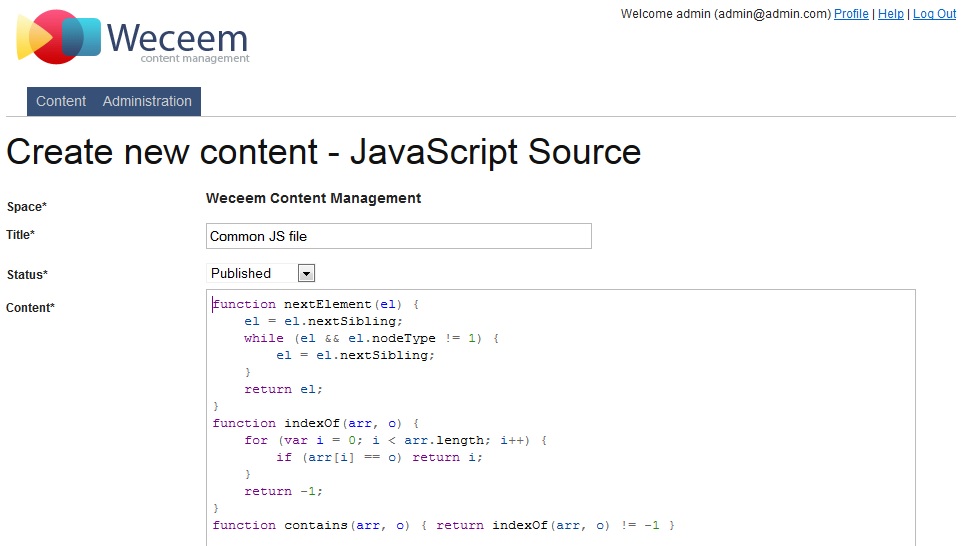 Welcome admin (admin@admin.com) Profile | Help | Log Out
Weceem
content management
Content Administration
Create new content - JavaScript Source
Space* Weceem Content Management
Title* Common JS file
Status* Published
Content*
function nextElement(el) {
    el = el.nextSibling;
    while (el && el.nodeType != 1) {
        el = el.nextSibling;
    }
    return el;
}
function indexOf(arr, o) {
    for (var i = 0; i < arr.length; i++) {
        if (arr[i] == o) return i;
    }
    return -1;
}
function contains(arr, o) { return indexOf(arr, o) != -1 }